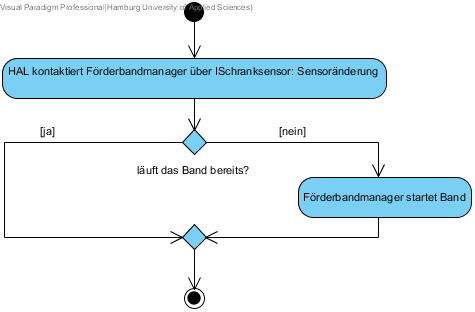 Visual Paradigm Professional(Hamburg University of Applied Sciences)
HAL kontaktiert Förderbandmanager über ISchranksensor: Sensoränderung
[ja]
[nein]
läuft das Band bereits?
Förderbandmanager startet Band